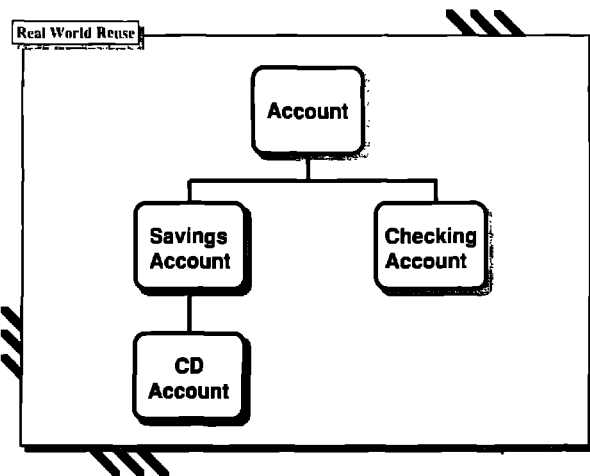 Real World Reuse
Account
Savings
Account
Checking
Account
CD
Account